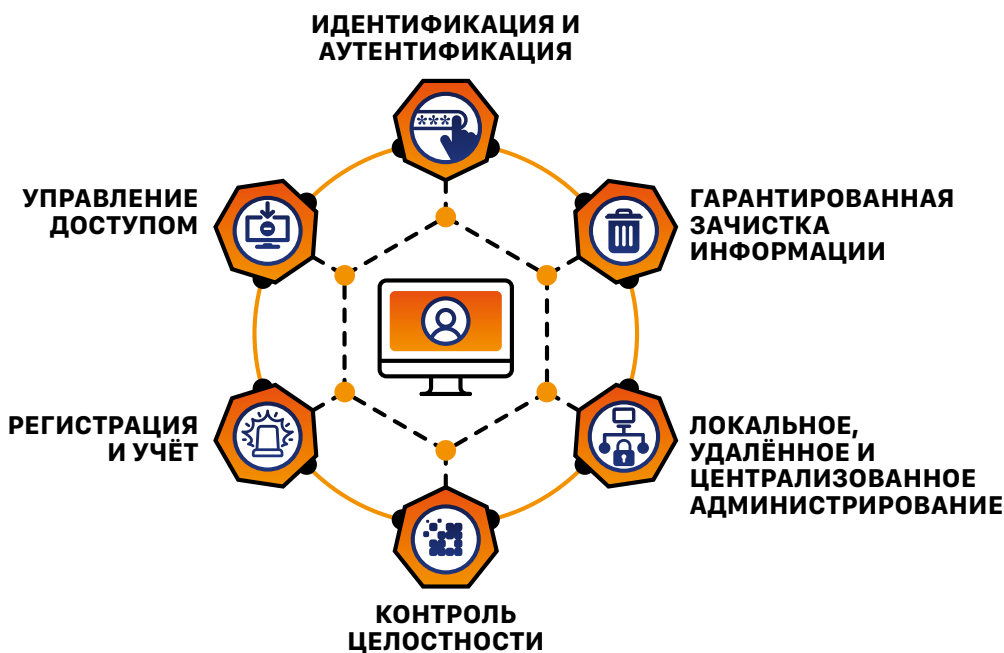 ИДЕНТИФИКАЦИЯ И
АУТЕНТИФИКАЦИЯ
***
УПРАВЛЕНИЕ
ДОСТУПОМ
ГАРАНТИРОВАННАЯ
ЗАЧИСТКА
ИНФОРМАЦИИ
РЕГИСТРАЦИЯ
И УЧЁТ
ЛОКАЛЬНОЕ,
УДАЛЁННОЕ И
ЦЕНТРАЛИЗОВАННОЕ
АДМИНИСТРИРОВАНИЕ
КОНТРОЛЬ
ЦЕЛОСТНОСТИ